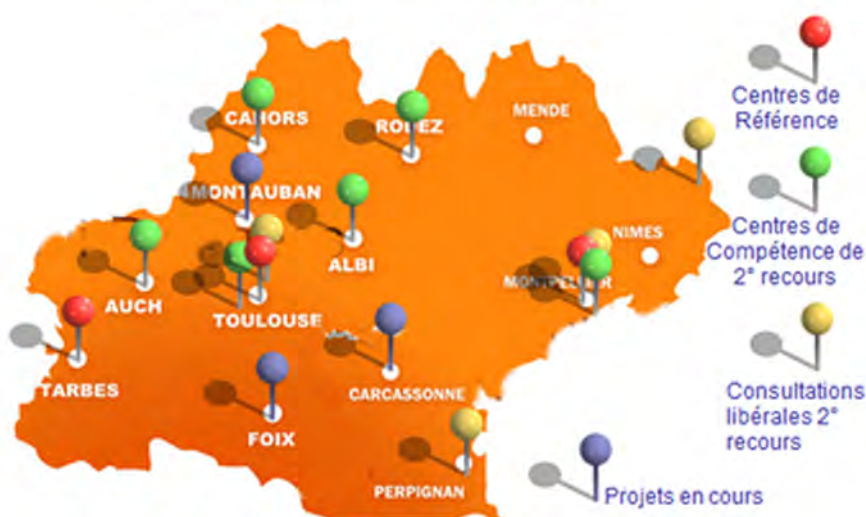 CAHORS
RODEZ
MENDE
MONTAUBAN
NIMES
ALBI
MONTPELLIER
AUCH
TOULOUSE
TARBES
CARCASSONNE
FOIX
PERPIGNAN
Centres de
Référence
Centres de
Compétence de
2° recours
Consultations
libérales 2°
recours
Projets en cours